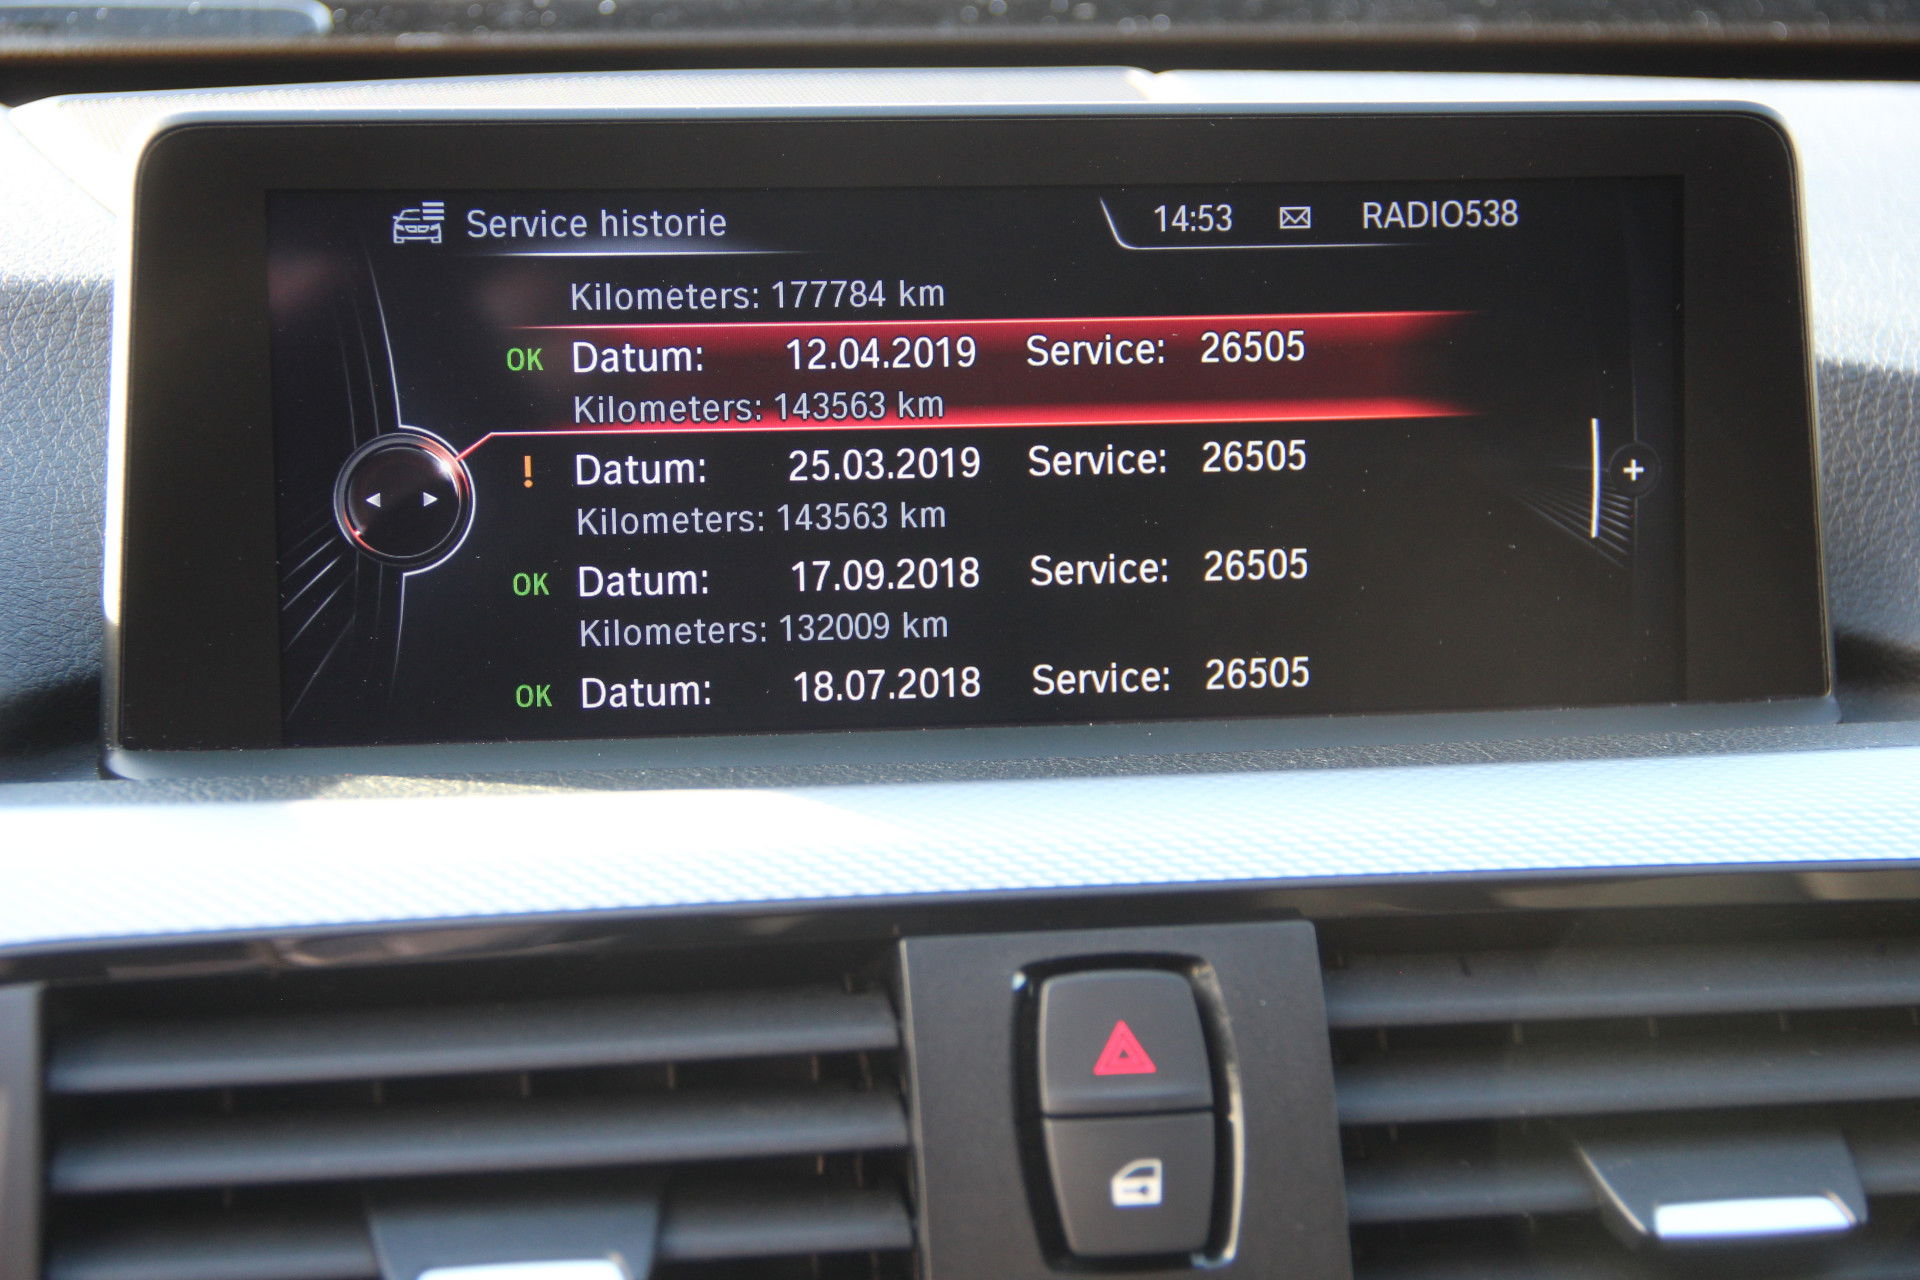 Service historie 14:53 RADIO538
Kilometers: 177784 km
OK Datum: 12.04.2019 Service: 26505
Kilometers: 143563 km
! Datum: 25.03.2019 Service: 26505
Kilometers: 143563 km
OK Datum: 17.09.2018 Service: 26505
Kilometers: 132009 km
OK Datum: 18.07.2018 Service: 26505